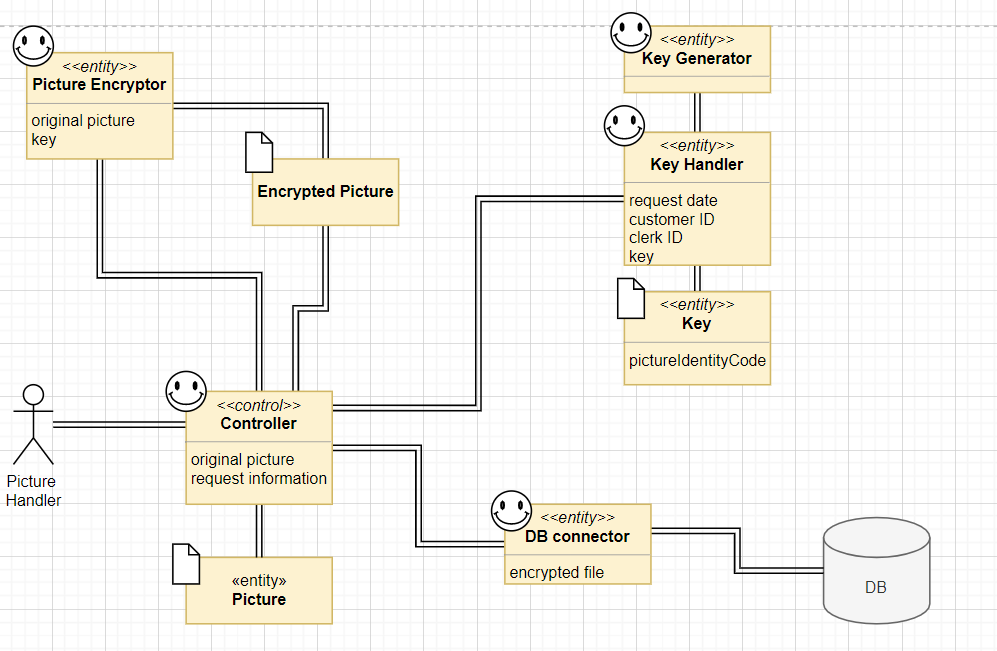 <<entity>>
Picture Encryptor
original picture
key
Encrypted Picture
<<entity>>
Key Generator
<<entity>>
Key Handler
request date
customer ID
clerk ID
key
<<entity>>
Key
pictureIdentityCode
Picture
Handler
<<control>>
Controller
original picture
request information
«entity»
Picture
<<entity>>
DB connector
encrypted file
DB